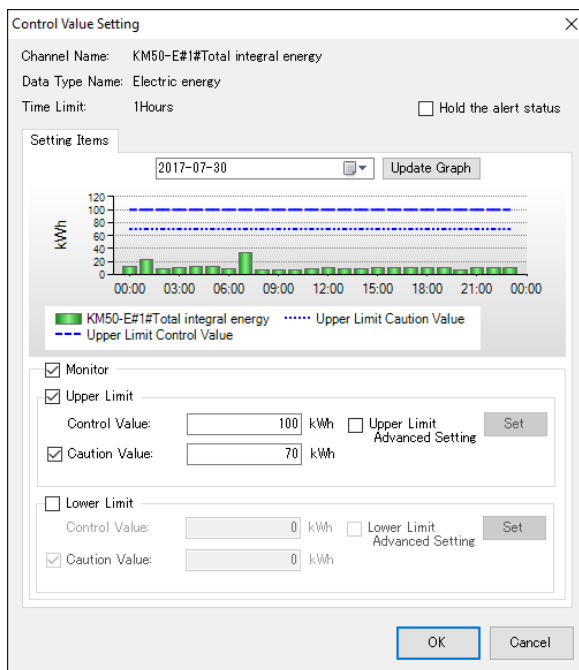 Control Value Setting
Channel Name: KM50-E#1#Total integral energy
Data Type Name: Electric energy
Time Limit: 1Hours
Hold the alert status
Setting Items
2017-07-30
Update Graph
120
100
80
60
40
20
0
kWh
00:00 03:00 06:00 09:00 12:00 15:00 18:00 21:00 00:00
KM50-E#1#Total integral energy
Upper Limit Caution Value
Upper Limit Control Value
Monitor
Upper Limit
Control Value: 100 kWh
Upper Limit
Advanced Setting
Set
Caution Value: 70 kWh
Lower Limit
Control Value: 0 kWh
Lower Limit
Advanced Setting
Set
Caution Value: 0 kWh
OK
Cancel